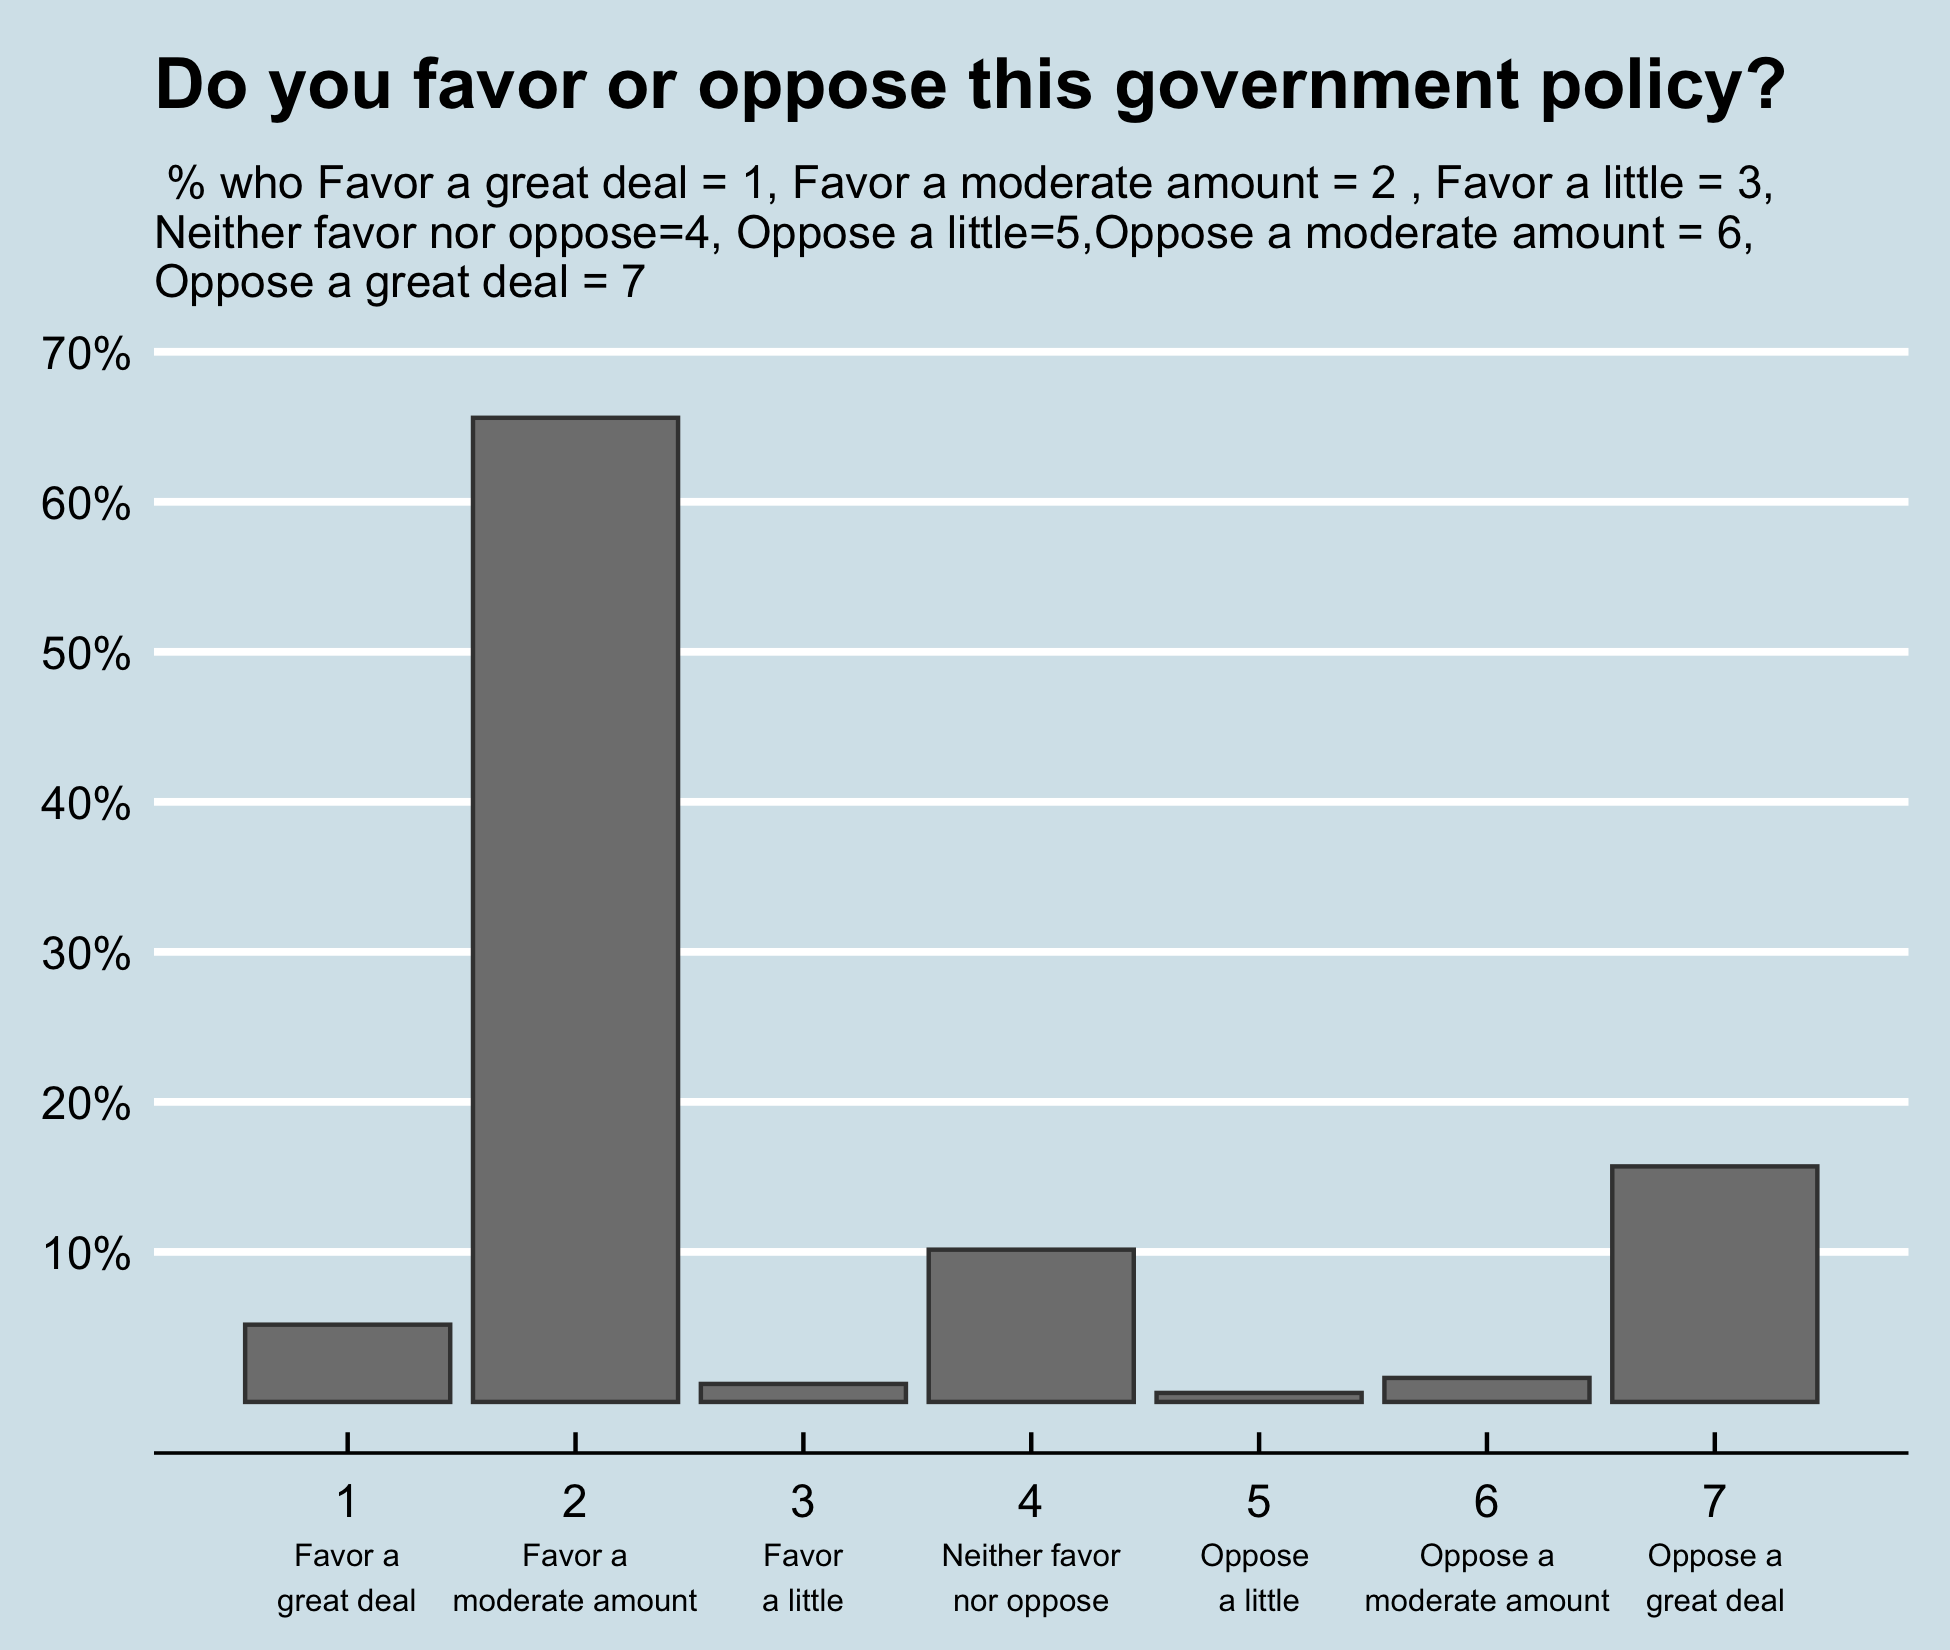 Do you favor or oppose this government policy?
% who Favor a great deal = 1, Favor a moderate amount = 2 , Favor a little = 3,
Neither favor nor oppose=4, Oppose a little=5,Oppose a moderate amount = 6,
Oppose a great deal = 7
70%
60%
50%
40%
30%
20%
10%
1 2 3 4 5 6 7
Favor a Favor a Favor Neither favor Oppose Oppose a Oppose a
great deal moderate amount a little nor oppose a little moderate amount great deal